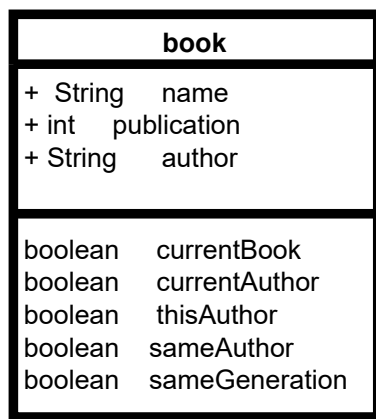 book
+ String name
+ int publication
+ String author
boolean currentBook
boolean currentAuthor
boolean thisAuthor
boolean sameAuthor
boolean sameGeneration